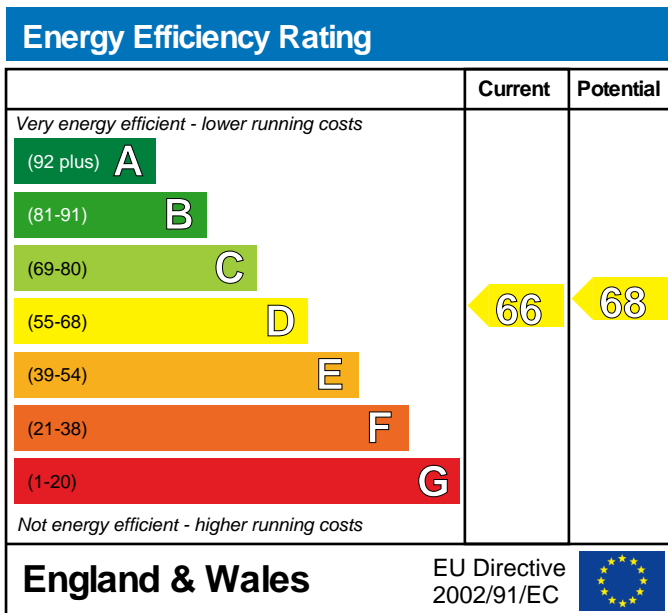 Energy Efficiency Rating
Current Potential
Very energy efficient - lower running costs
(92 plus) A
(81-91) B
(69-80) C
(55-68) D
66 68
(39-54) E
(21-38) F
(1-20) G
Not energy efficient - higher running costs
England & Wales
EU Directive
2002/91/EC